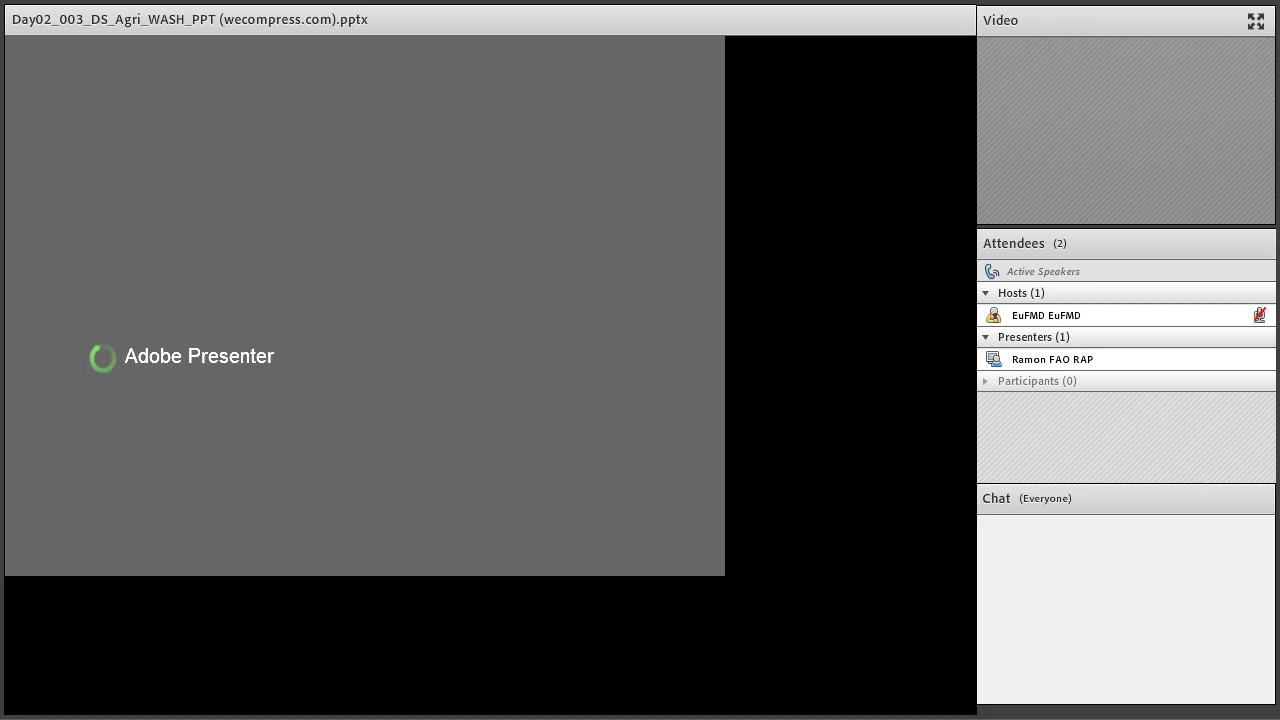 Day02_003_DS_Agri_WASH_PPT (wecompress.com).pptx
Adobe Presenter
Video
Attendees (2)
Active Speakers
Hosts (1)
EuFMD EuFMD
Presenters (1)
Ramon FAO RAP
Participants (0)
Chat (Everyone)